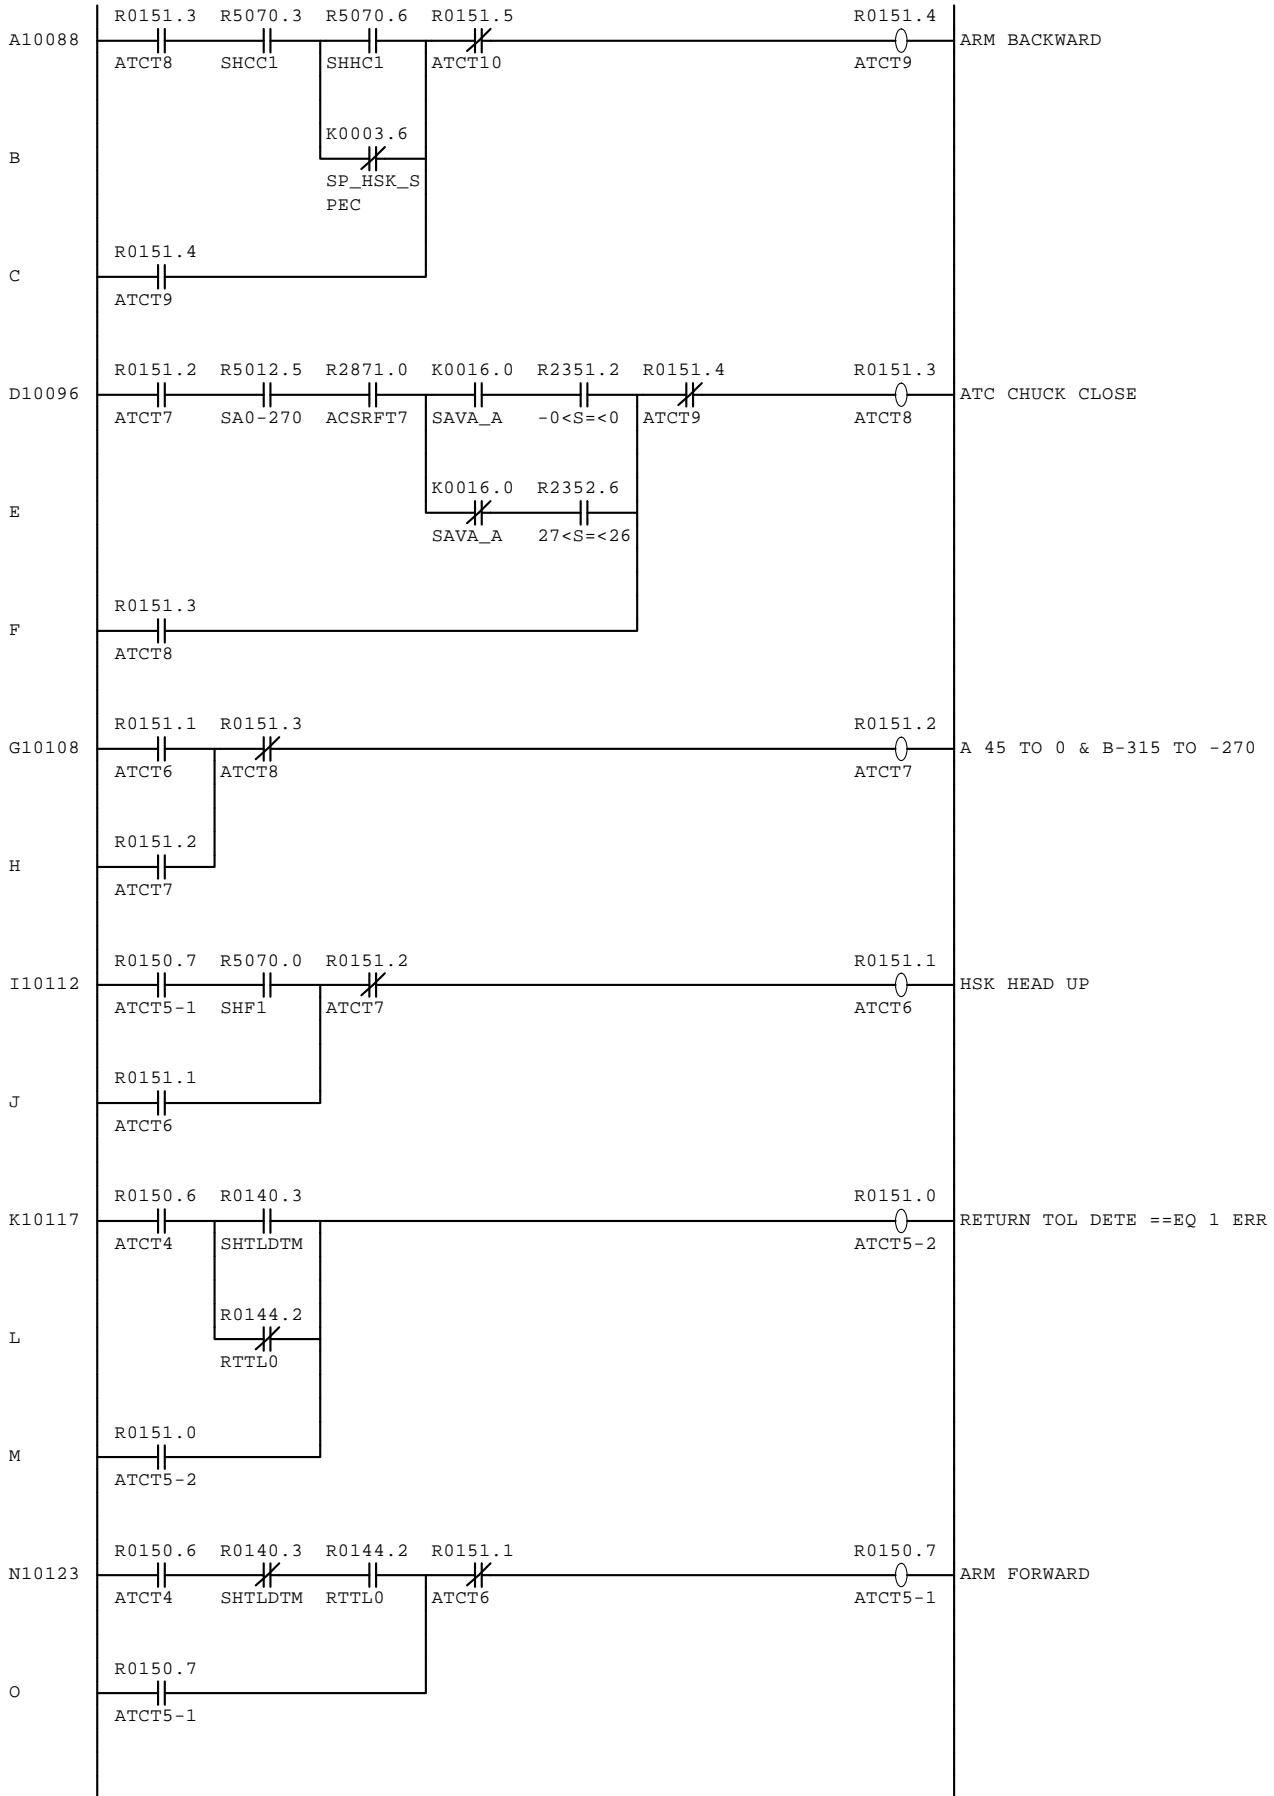 R0151.3 R5070.3 R5070.6 R0151.5 R0151.4
A10088 ARM BACKWARD
ATCT8 SHCC1 SHHC1 ATCT10 ATCT9
K0003.6
B
SP_HSK_S
PEC
R0151.4
C
ATCT9
R0151.2 R5012.5 R2871.0 K0016.0 R2351.2 R0151.4 R0151.3
D10096 ATC CHUCK CLOSE
ATCT7 SA0-270 ACSRFT7 SAVA_A -0<S=<0 ATCT9 ATCT8
K0016.0 R2352.6
E
SAVA_A 27<S=<26
R0151.3
F
ATCT8
R0151.1 R0151.3 R0151.2
G10108 A 45 TO 0 & B-315 TO -270
ATCT6 ATCT8 ATCT7
R0151.2
H
ATCT7
R0150.7 R5070.0 R0151.2 R0151.1
I10112 HSK HEAD UP
ATCT5-1 SHF1 ATCT7 ATCT6
R0151.1
J
ATCT6
R0150.6 R0140.3 R0151.0
K10117 RETURN TOL DETE ==EQ 1 ERR
ATCT4 SHTLDTM ATCT5-2
R0144.2
L
RTTL0
R0151.0
M
ATCT5-2
R0150.6 R0140.3 R0144.2 R0151.1 R0150.7
N10123 ARM FORWARD
ATCT4 SHTLDTM RTTL0 ATCT6 ATCT5-1
R0150.7
O
ATCT5-1